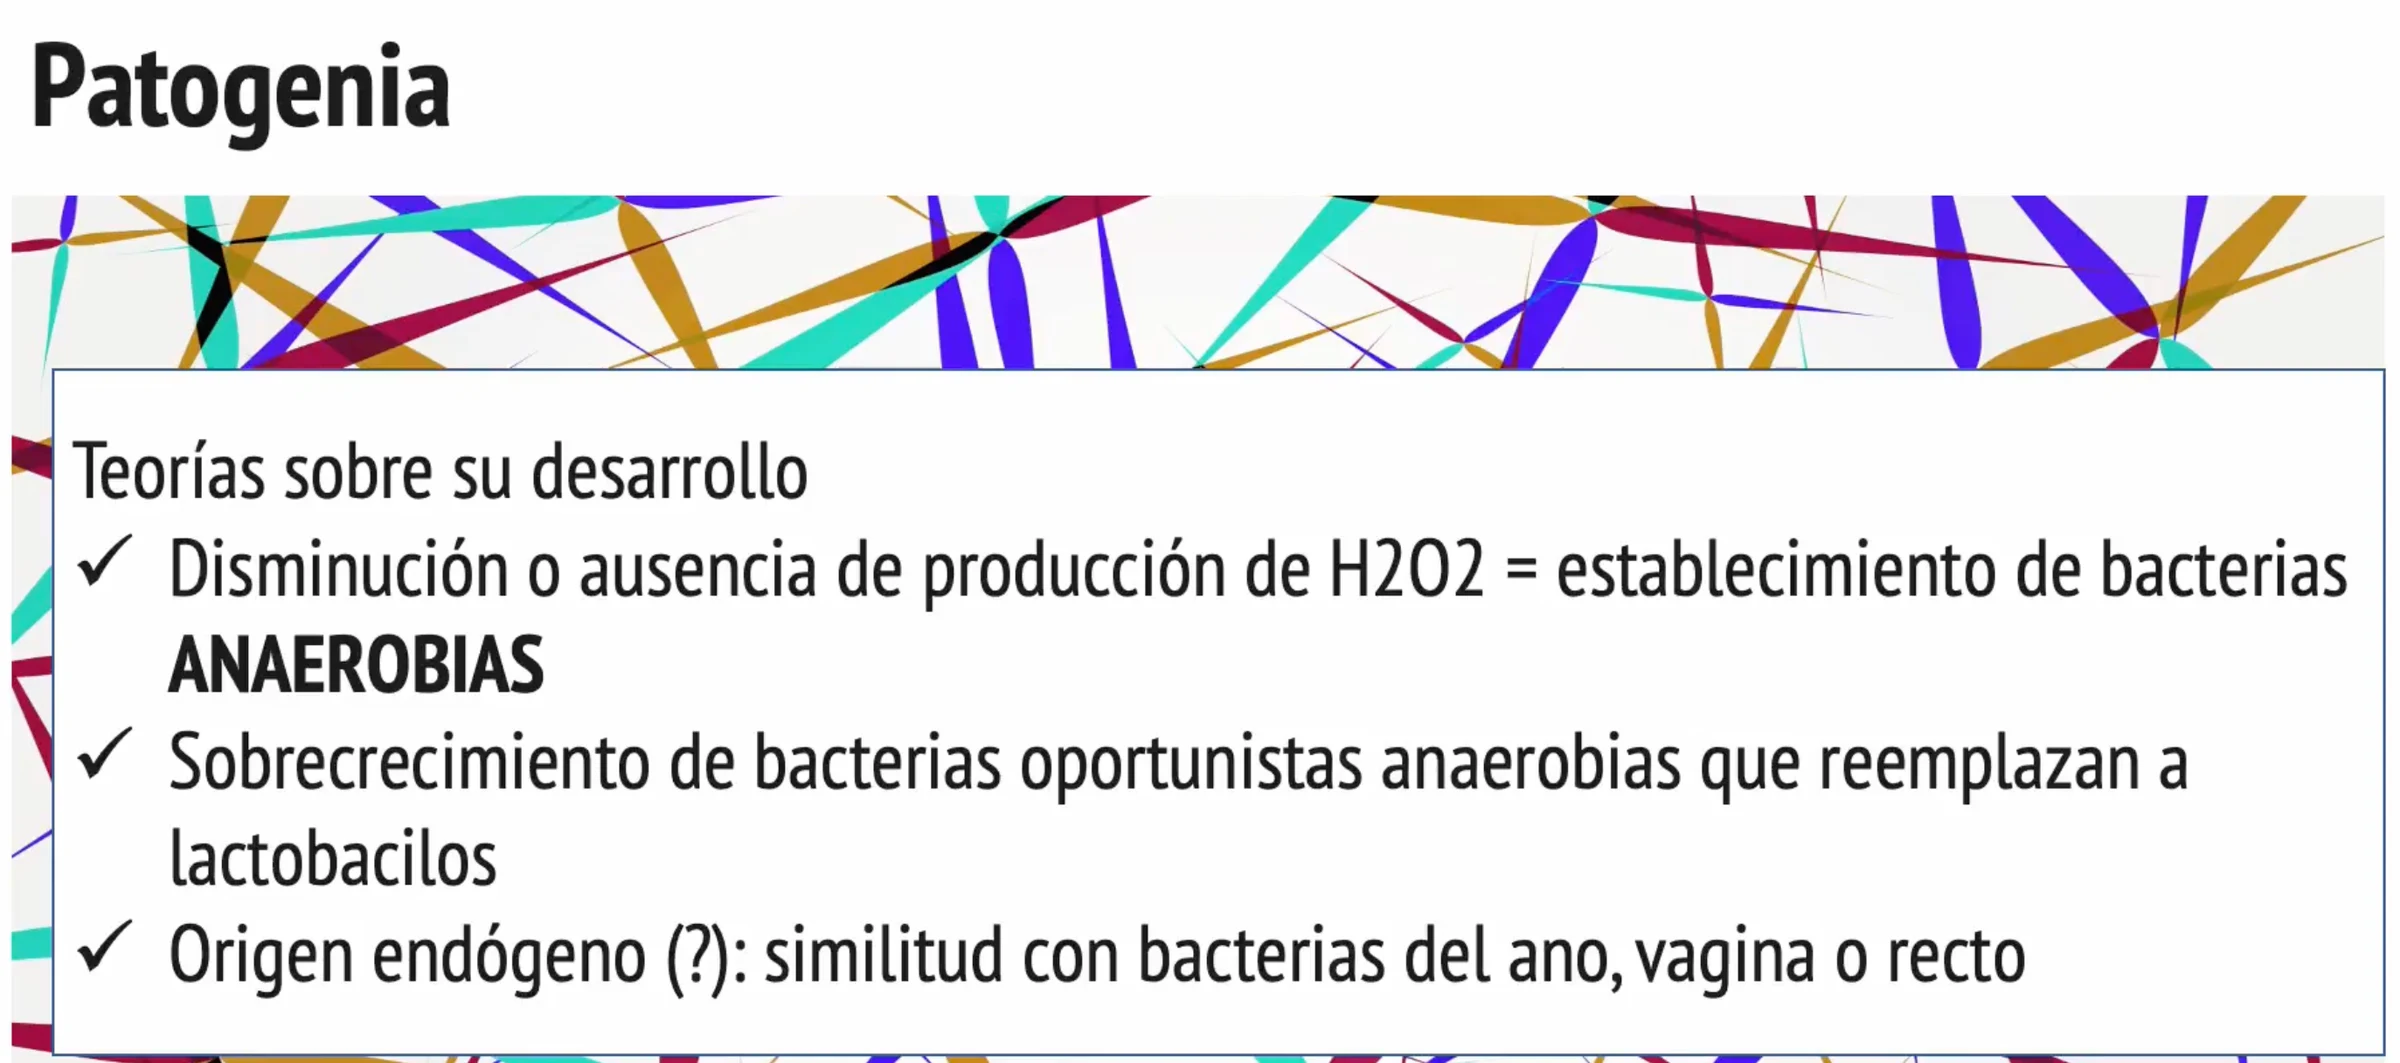 Patogenia
Teorías sobre su desarrollo
✓ Disminución o ausencia de producción de H2O2 = establecimiento de bacterias
ANAEROBIAS
✓ Sobrecrecimiento de bacterias oportunistas anaerobias que reemplazan a
lactobacilos
✓ Origen endógeno (?): similitud con bacterias del ano, vagina o recto